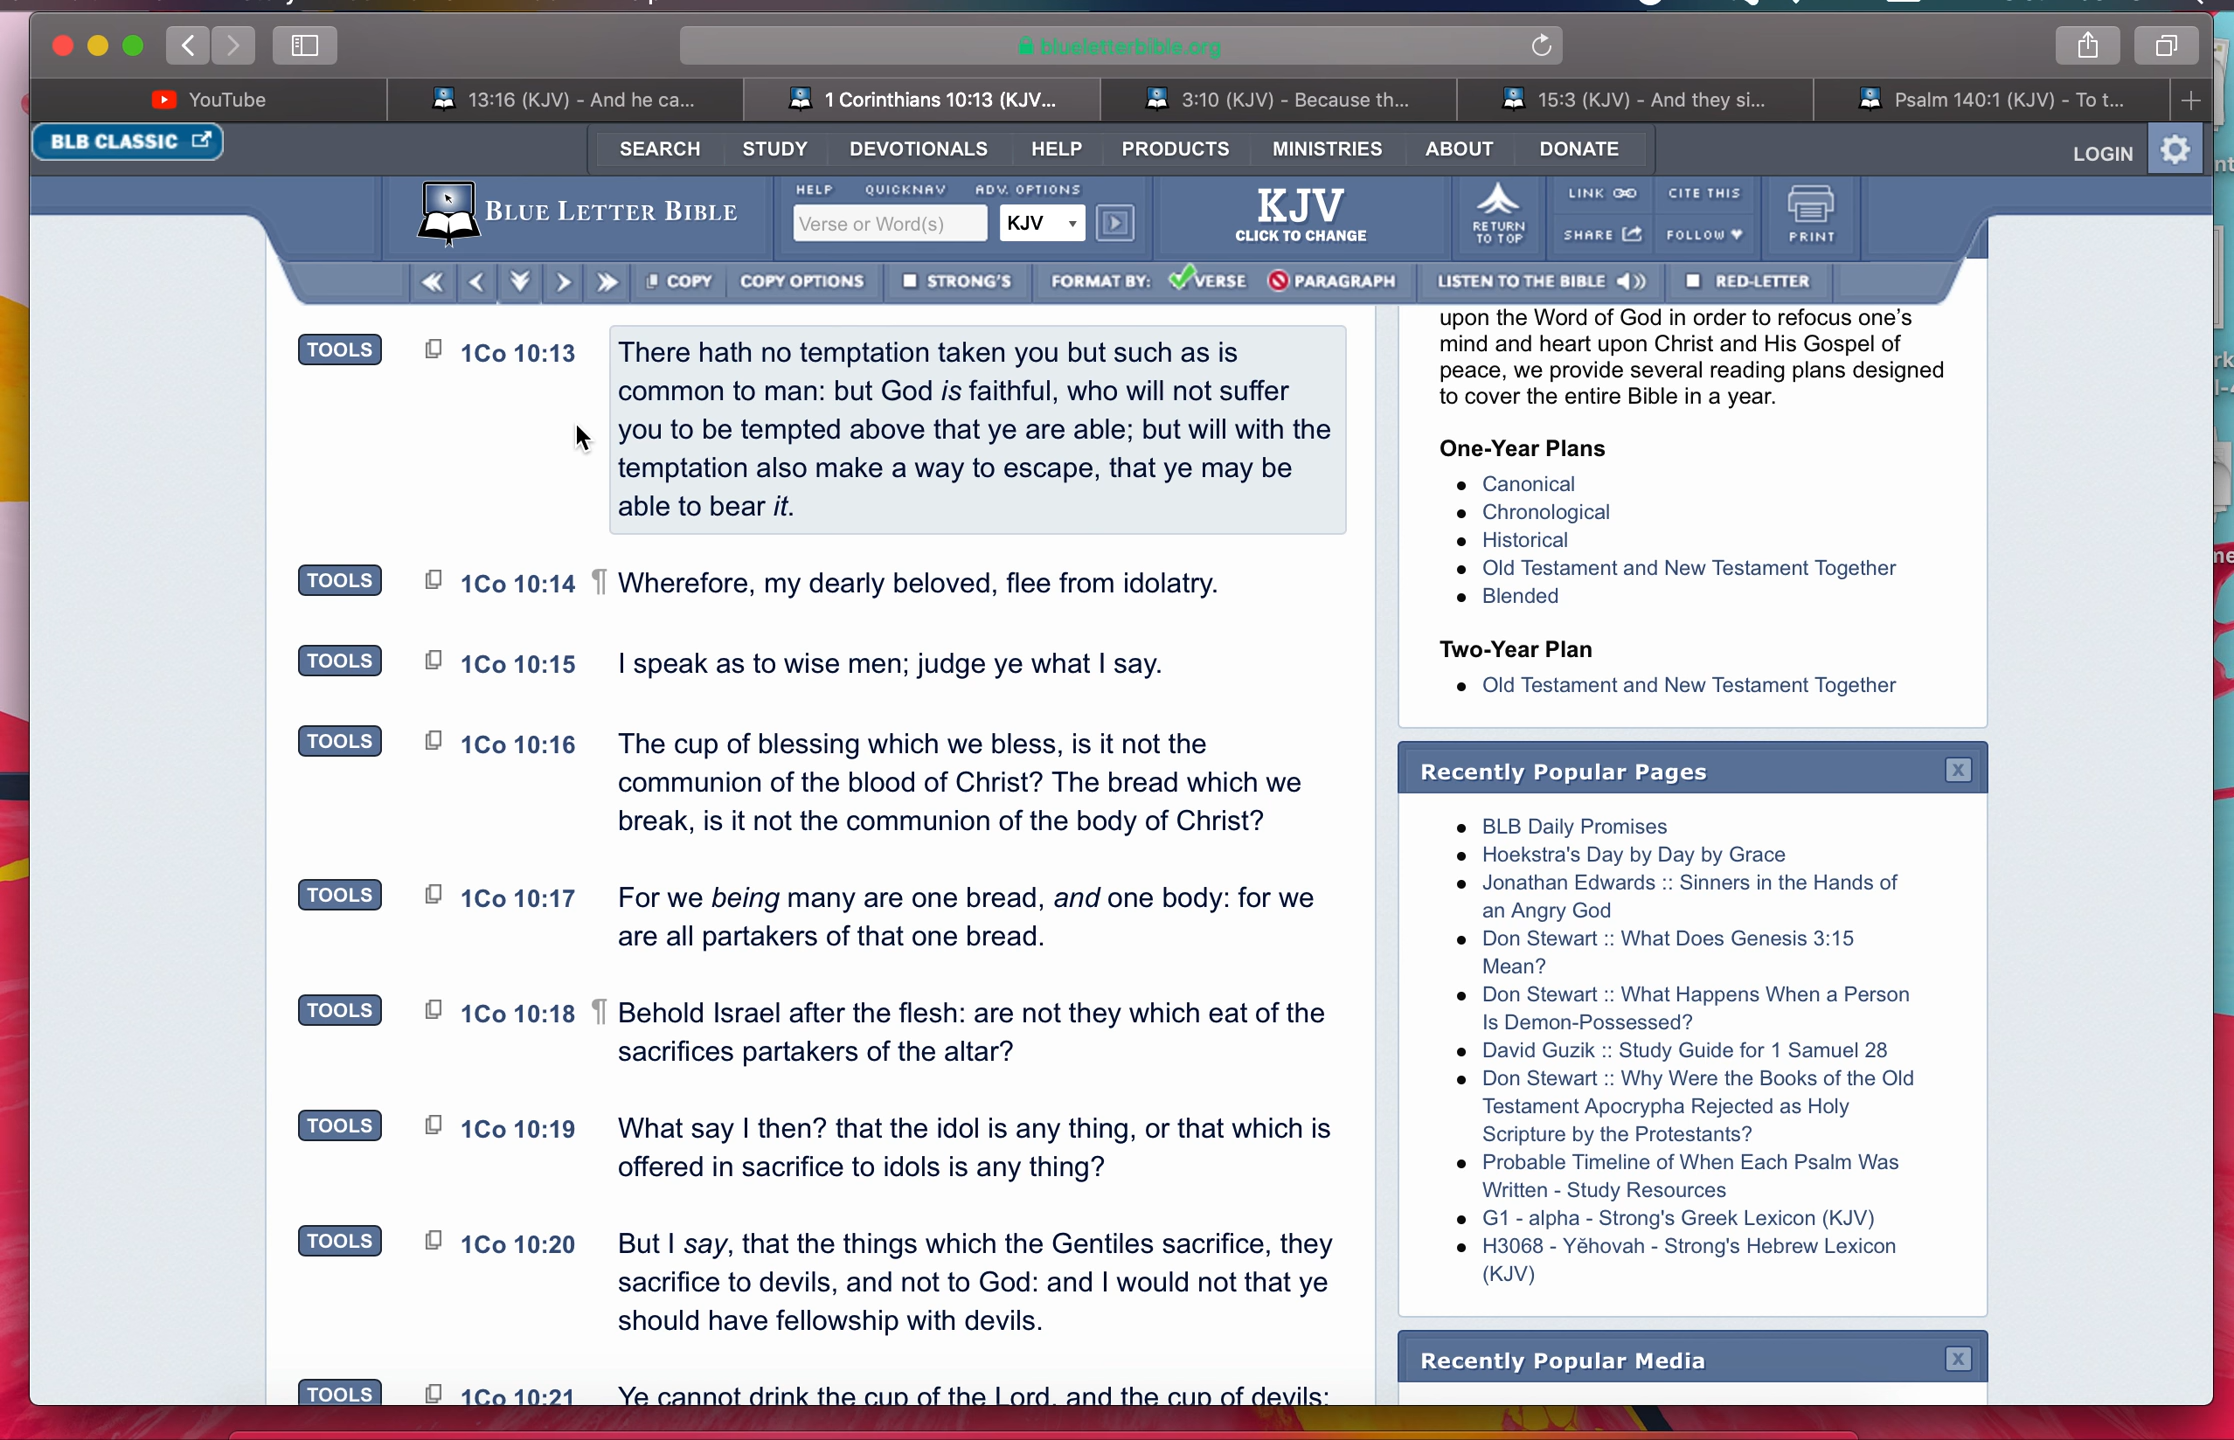 blueletterbible.org
YouTube
13:16 (KJV) - And he ca...
1 Corinthians 10:13 (KJV...
3:10 (KJV) - Because th...
15:3 (KJV) - And they si...
Psalm 140:1 (KJV) - To t...
BLB CLASSIC
SEARCH STUDY DEVOTIONALS HELP PRODUCTS MINISTRIES ABOUT DONATE
LOGIN
BLUE LETTER BIBLE
HELP QUICKNAV ADV. OPTIONS
Verse or Word(s)
KJV
KJV
CLICK TO CHANGE
RETURN
TO TOP
LINK
CITE THIS
SHARE
FOLLOW
PRINT
COPY COPY OPTIONS STRONG'S FORMAT BY: VERSE PARAGRAPH LISTEN TO THE BIBLE RED-LETTER
TOOLS 1Co 10:13 There hath no temptation taken you but such as is
common to man: but God is faithful, who will not suffer
you to be tempted above that ye are able; but will with the
temptation also make a way to escape, that ye may be
able to bear it.
TOOLS 1Co 10:14 ¶ Wherefore, my dearly beloved, flee from idolatry.
TOOLS 1Co 10:15 I speak as to wise men; judge ye what I say.
TOOLS 1Co 10:16 The cup of blessing which we bless, is it not the
communion of the blood of Christ? The bread which we
break, is it not the communion of the body of Christ?
TOOLS 1Co 10:17 For we being many are one bread, and one body: for we
are all partakers of that one bread.
TOOLS 1Co 10:18 ¶ Behold Israel after the flesh: are not they which eat of the
sacrifices partakers of the altar?
TOOLS 1Co 10:19 What say I then? that the idol is any thing, or that which is
offered in sacrifice to idols is any thing?
TOOLS 1Co 10:20 But I say, that the things which the Gentiles sacrifice, they
sacrifice to devils, and not to God: and I would not that ye
should have fellowship with devils.
TOOLS 1Co 10:21 Ye cannot drink the cup of the Lord, and the cup of devils:
upon the Word of God in order to refocus one's
mind and heart upon Christ and His Gospel of
peace, we provide several reading plans designed
to cover the entire Bible in a year.
One-Year Plans
• Canonical
• Chronological
• Historical
• Old Testament and New Testament Together
• Blended
Two-Year Plan
• Old Testament and New Testament Together
Recently Popular Pages
X
• BLB Daily Promises
• Hoekstra's Day by Day by Grace
• Jonathan Edwards :: Sinners in the Hands of
an Angry God
• Don Stewart :: What Does Genesis 3:15
Mean?
• Don Stewart :: What Happens When a Person
Is Demon-Possessed?
• David Guzik :: Study Guide for 1 Samuel 28
• Don Stewart :: Why Were the Books of the Old
Testament Apocrypha Rejected as Holy
Scripture by the Protestants?
• Probable Timeline of When Each Psalm Was
Written - Study Resources
• G1 - alpha - Strong's Greek Lexicon (KJV)
• H3068 - Yĕhovah - Strong's Hebrew Lexicon
(KJV)
Recently Popular Media
X